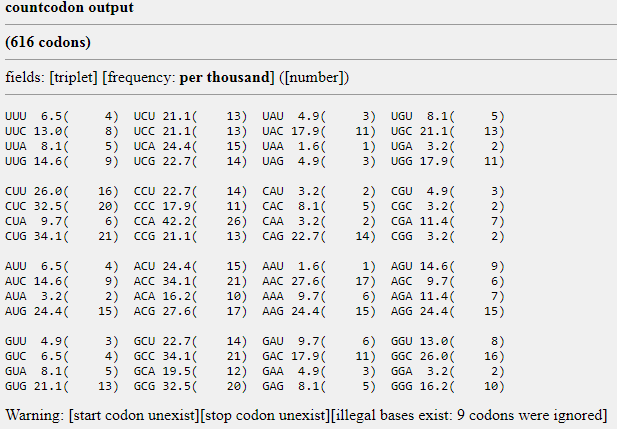 countcodon output
(616 codons)
fields: [triplet] [frequency: per thousand] ([number])
UUU  6.5(     4)  UCU 21.1(    13)  UAU  4.9(     3)  UGU  8.1(     5)
UUC 13.0(     8)  UCC 21.1(    13)  UAC 17.9(    11)  UGC 21.1(    13)
UUA  8.1(     5)  UCA 24.4(    15)  UAA  1.6(     1)  UGA  3.2(     2)
UUG 14.6(     9)  UCG 22.7(    14)  UAG  4.9(     3)  UGG 17.9(    11)
CUU 26.0(    16)  CCU 22.7(    14)  CAU  3.2(     2)  CGU  4.9(     3)
CUC 32.5(    20)  CCC 17.9(    11)  CAC  8.1(     5)  CGC  3.2(     2)
CUA  9.7(     6)  CCA 42.2(    26)  CAA  3.2(     2)  CGA 11.4(     7)
CUG 34.1(    21)  CCG 21.1(    13)  CAG 22.7(    14)  CGG  3.2(     2)
AUU  6.5(     4)  ACU 24.4(    15)  AAU  1.6(     1)  AGU 14.6(     9)
AUC 14.6(     9)  ACC 34.1(    21)  AAC 27.6(    17)  AGC  9.7(     6)
AUA  3.2(     2)  ACA 16.2(    10)  AAA  9.7(     6)  AGA 11.4(     7)
AUG 24.4(    15)  ACG 27.6(    17)  AAG 24.4(    15)  AGG 24.4(    15)
GUU  4.9(     3)  GCU 22.7(    14)  GAU  9.7(     6)  GGU 13.0(     8)
GUC  6.5(     4)  GCC 34.1(    21)  GAC 17.9(    11)  GGC 26.0(    16)
GUA  8.1(     5)  GCA 19.5(    12)  GAA  4.9(     3)  GGA  3.2(     2)
GUG 21.1(    13)  GCG 32.5(    20)  GAG  8.1(     5)  GGG 16.2(    10)
Warning: [start codon unexist][stop codon unexist][illegal bases exist: 9 codons were ignored]